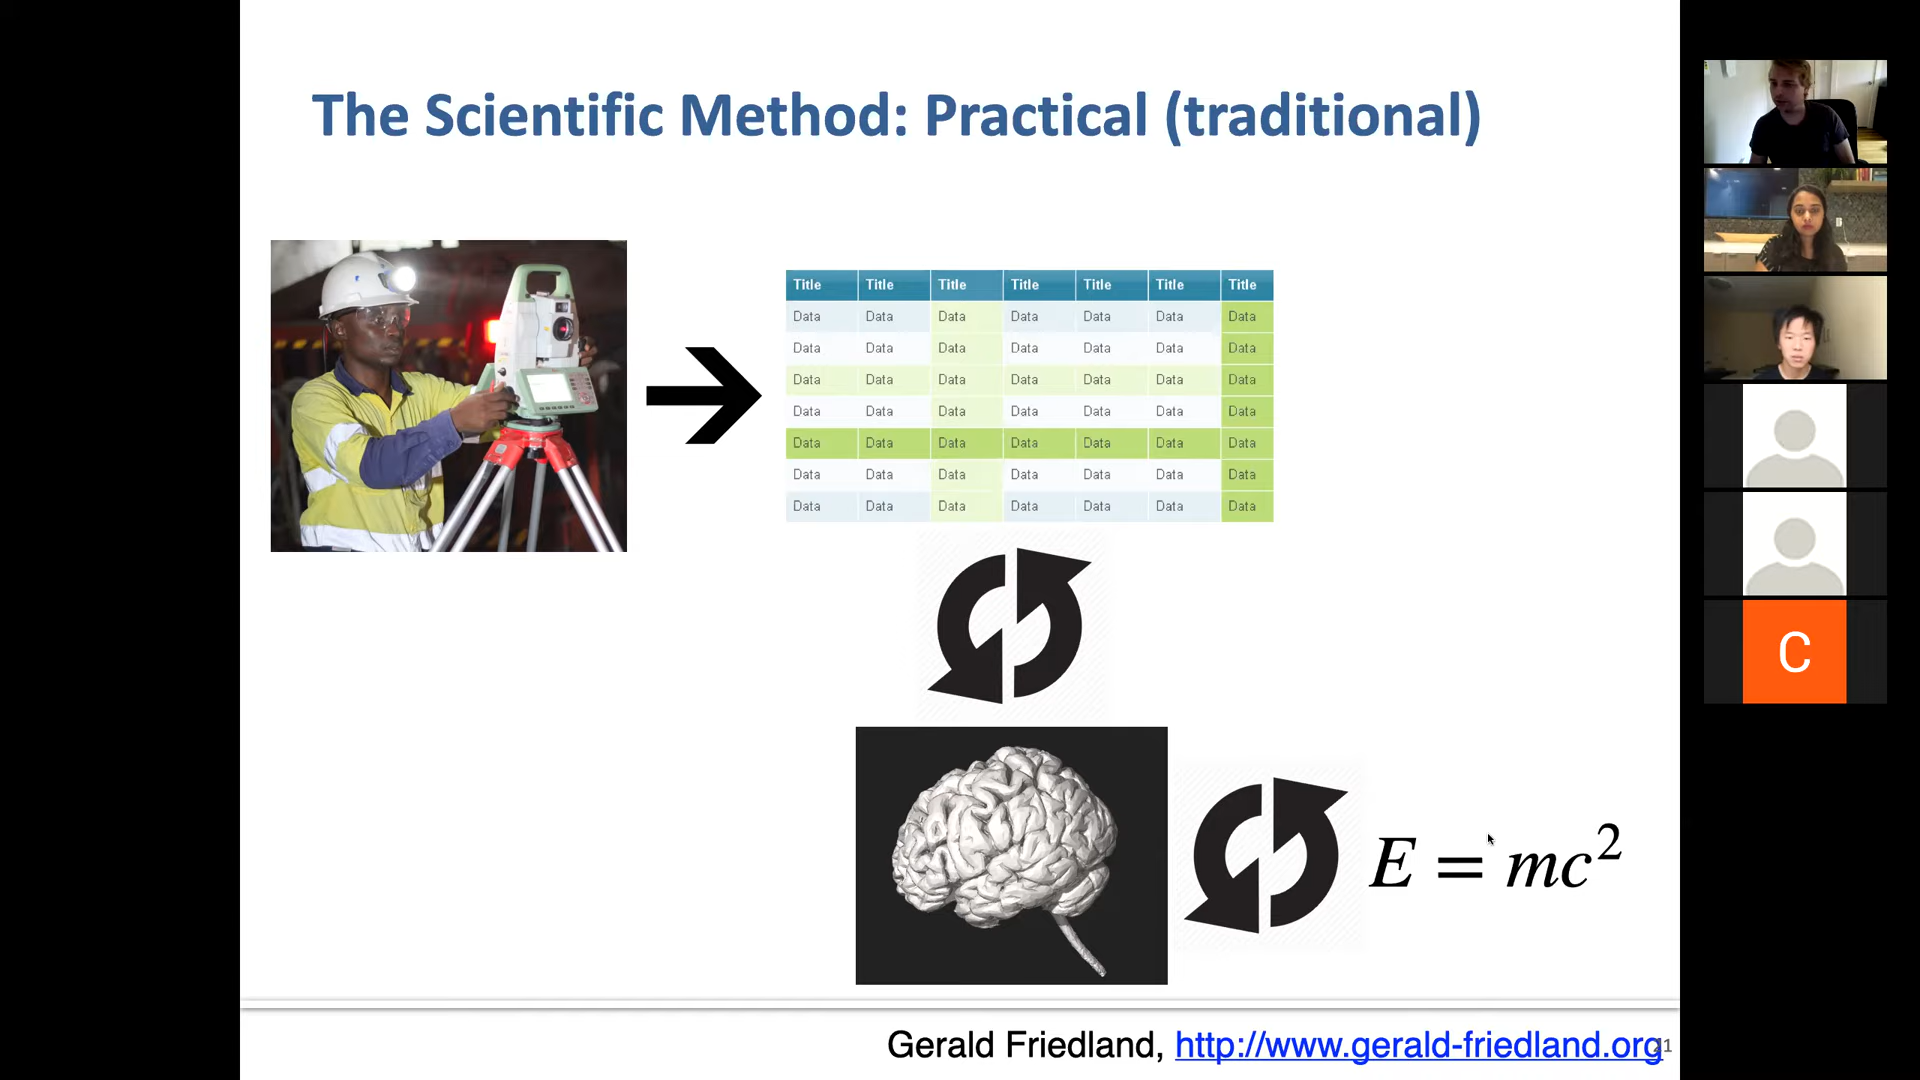 The Scientific Method: Practical (traditional)
Title Title Title Title Title Title Title
Data Data Data Data Data Data Data
Data Data Data Data Data Data Data
Data Data Data Data Data Data Data
Data Data Data Data Data Data Data
Data Data Data Data Data Data Data
Data Data Data Data Data Data Data
Data Data Data Data Data Data Data
E = mc²
Gerald Friedland, http://www.gerald-friedland.org
21
C